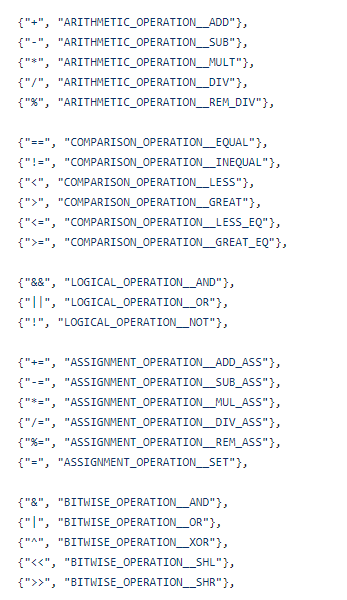 {"+", "ARITHMETIC_OPERATION__ADD"},
{"-", "ARITHMETIC_OPERATION__SUB"},
{"*", "ARITHMETIC_OPERATION__MULT"},
{"/", "ARITHMETIC_OPERATION__DIV"},
{"%", "ARITHMETIC_OPERATION__REM_DIV"},
{"==", "COMPARISON_OPERATION__EQUAL"},
{"!=", "COMPARISON_OPERATION__INEQUAL"},
{"<", "COMPARISON_OPERATION__LESS"},
{">", "COMPARISON_OPERATION__GREAT"},
{"<=", "COMPARISON_OPERATION__LESS_EQ"},
{">=", "COMPARISON_OPERATION__GREAT_EQ"},
{"&&", "LOGICAL_OPERATION__AND"},
{"||", "LOGICAL_OPERATION__OR"},
{"!", "LOGICAL_OPERATION__NOT"},
{"+=", "ASSIGNMENT_OPERATION__ADD_ASS"},
{"-=", "ASSIGNMENT_OPERATION__SUB_ASS"},
{"*=", "ASSIGNMENT_OPERATION__MUL_ASS"},
{"/=", "ASSIGNMENT_OPERATION__DIV_ASS"},
{"%=", "ASSIGNMENT_OPERATION__REM_ASS"},
{"=", "ASSIGNMENT_OPERATION__SET"},
{"&", "BITWISE_OPERATION__AND"},
{"|", "BITWISE_OPERATION__OR"},
{"^", "BITWISE_OPERATION__XOR"},
{"<<", "BITWISE_OPERATION__SHL"},
{">>", "BITWISE_OPERATION__SHR"},